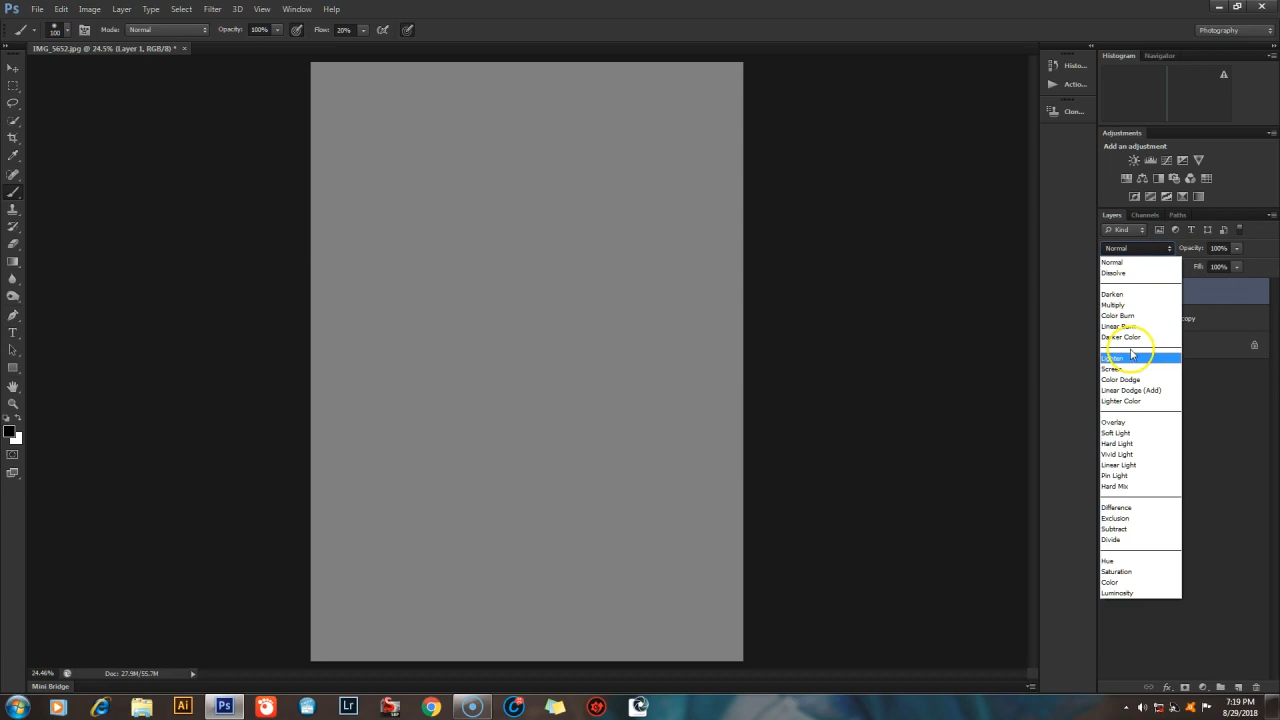 Ps File Edit Image Layer Type Select Filter 3D View Window Help
100 Mode: Normal Opacity: 100% Flow: 20% Photography
IMG_5652.jpg @ 24.5% (Layer 1, RGB/8) * ×
Histogram Navigator
Histo...
Actio...
Clon...
Adjustments
Add an adjustment
Layers Channels Paths
Kind
Normal Opacity: 100%
Fill: 100%
Normal
Dissolve
Darken
Multiply
copy
Color Burn
Linear Burn
Darker Color
Lighten
Screen
Color Dodge
Linear Dodge (Add)
Lighter Color
Overlay
Soft Light
Hard Light
Vivid Light
Linear Light
Pin Light
Hard Mix
Difference
Exclusion
Subtract
Divide
Hue
Saturation
Color
Luminosity
24.46% Doc: 27.9M/55.7M
Mini Bridge
Ai Ps Lr
7:19 PM
8/29/2018